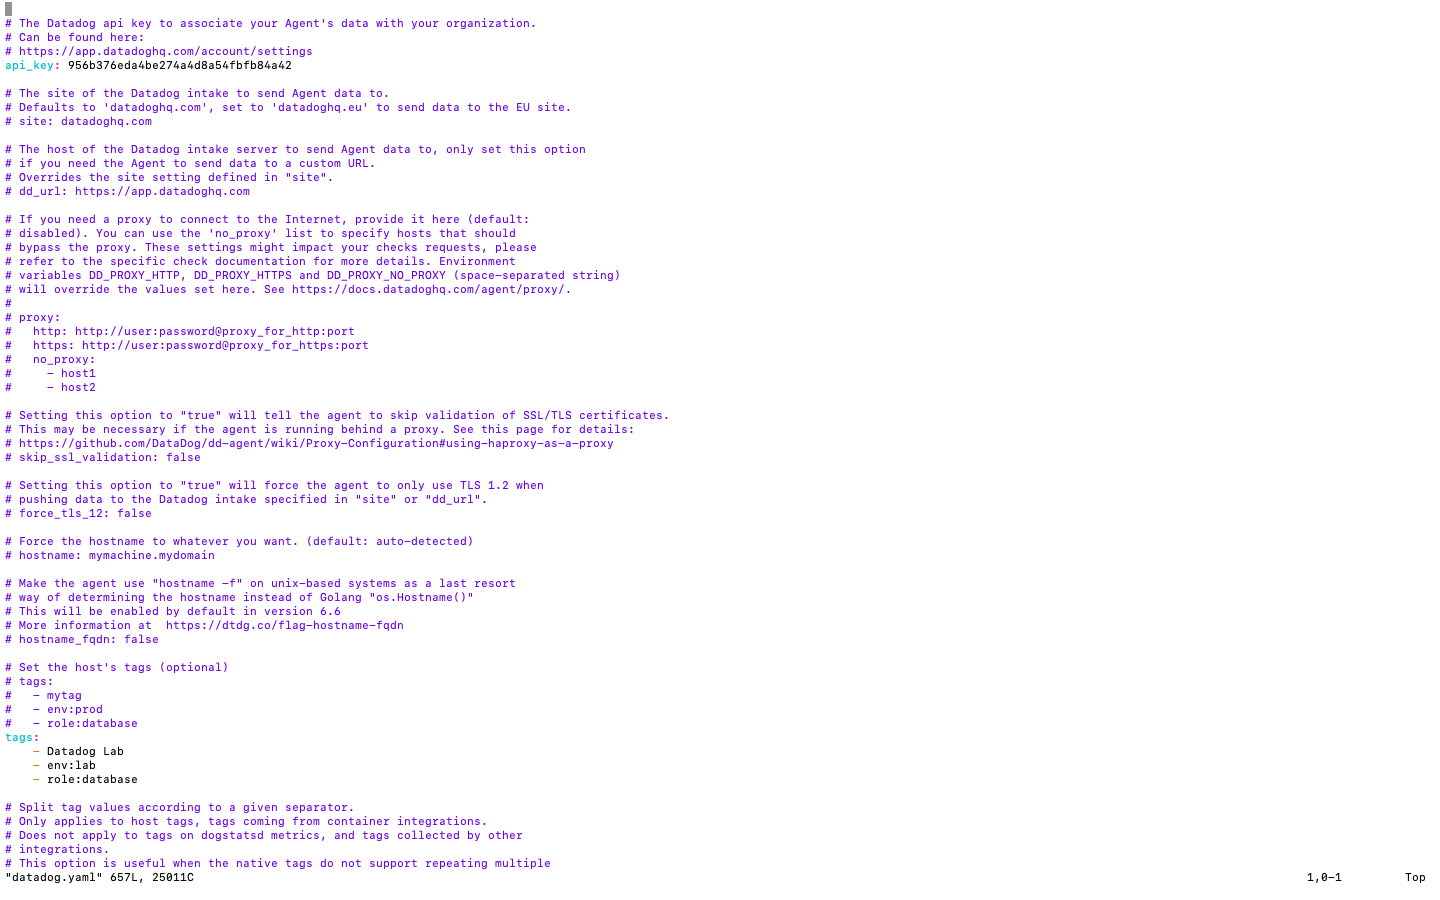 # The Datadog api key to associate your Agent's data with your organization.
# Can be found here:
# https://app.datadoghq.com/account/settings
api_key: 956b376eda4be274a4d8a54fbfb84a42

# The site of the Datadog intake to send Agent data to.
# Defaults to 'datadoghq.com', set to 'datadoghq.eu' to send data to the EU site.
# site: datadoghq.com

# The host of the Datadog intake server to send Agent data to, only set this option
# if you need the Agent to send data to a custom URL.
# Overrides the site setting defined in "site".
# dd_url: https://app.datadoghq.com

# If you need a proxy to connect to the Internet, provide it here (default:
# disabled). You can use the 'no_proxy' list to specify hosts that should
# bypass the proxy. These settings might impact your checks requests, please
# refer to the specific check documentation for more details. Environment
# variables DD_PROXY_HTTP, DD_PROXY_HTTPS and DD_PROXY_NO_PROXY (space-separated string)
# will override the values set here. See https://docs.datadoghq.com/agent/proxy/.
#
# proxy:
#   http: http://user:password@proxy_for_http:port
#   https: http://user:password@proxy_for_https:port
#   no_proxy:
#     - host1
#     - host2

# Setting this option to "true" will tell the agent to skip validation of SSL/TLS certificates.
# This may be necessary if the agent is running behind a proxy. See this page for details:
# https://github.com/DataDog/dd-agent/wiki/Proxy-Configuration#using-haproxy-as-a-proxy
# skip_ssl_validation: false

# Setting this option to "true" will force the agent to only use TLS 1.2 when
# pushing data to the Datadog intake specified in "site" or "dd_url".
# force_tls_12: false

# Force the hostname to whatever you want. (default: auto-detected)
# hostname: mymachine.mydomain

# Make the agent use "hostname -f" on unix-based systems as a last resort
# way of determining the hostname instead of Golang "os.Hostname()"
# This will be enabled by default in version 6.6
# More information at  https://dtdg.co/flag-hostname-fqdn
# hostname_fqdn: false

# Set the host's tags (optional)
# tags:
#   - mytag
#   - env:prod
#   - role:database
tags:
    - Datadog Lab
    - env:lab
    - role:database

# Split tag values according to a given separator.
# Only applies to host tags, tags coming from container integrations.
# Does not apply to tags on dogstatsd metrics, and tags collected by other
# integrations.
# This option is useful when the native tags do not support repeating multiple
"datadog.yaml" 657L, 25011C 1,0-1 Top